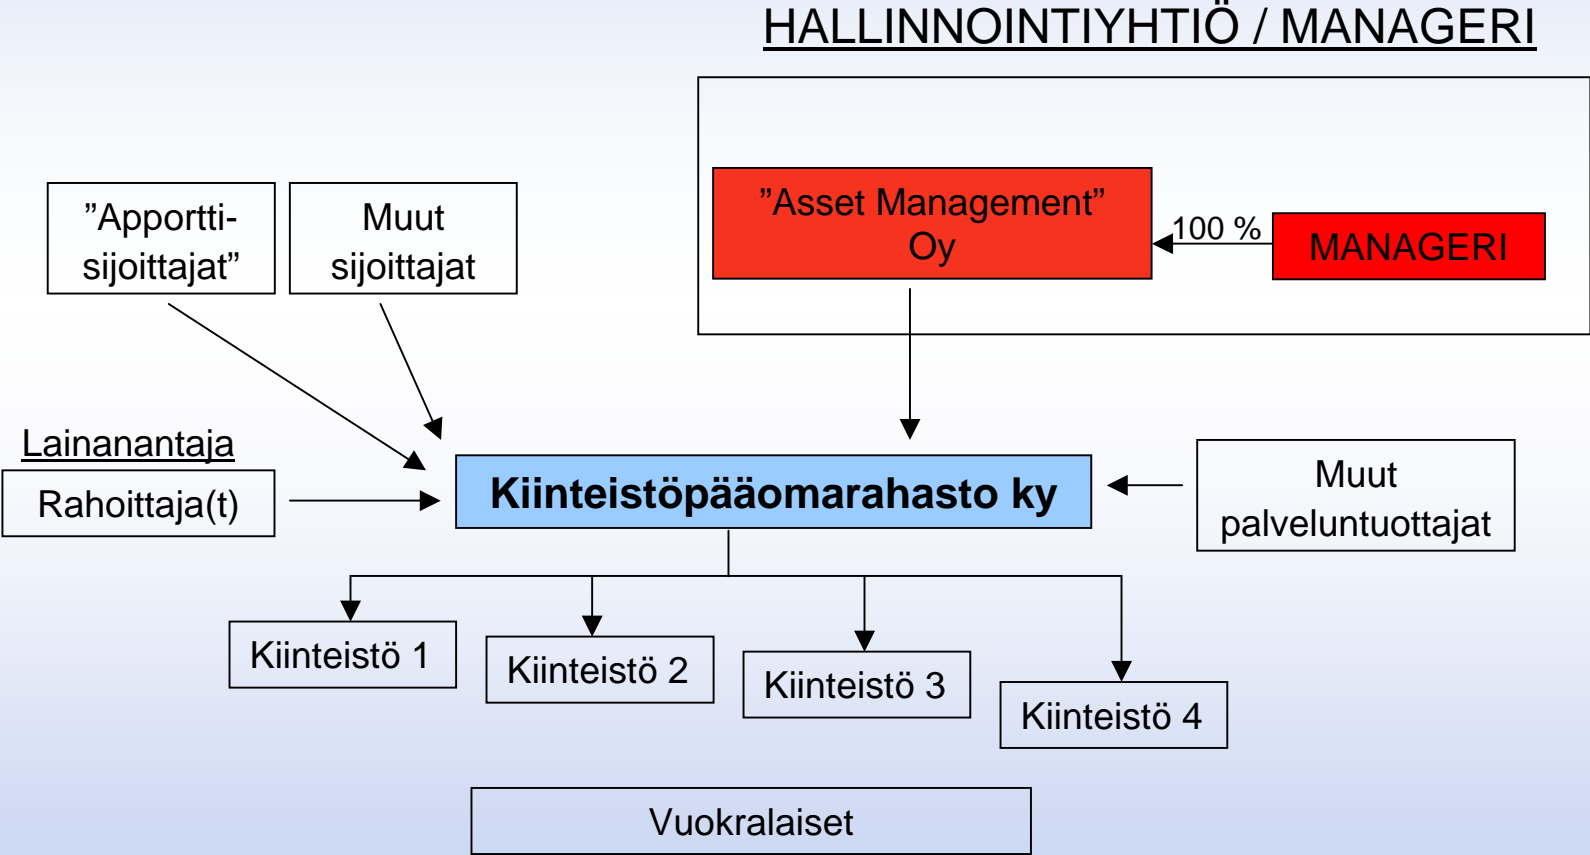 HALLINNOINTIYHTIÖ / MANAGERI
”Apportti-
sijoittajat”
Muut
sijoittajat
”Asset Management”
Oy
100 %
MANAGERI
Lainanantaja
Rahoittaja(t)
Kiinteistöpääomarahasto ky
Muut
palveluntuottajat
Kiinteistö 1
Kiinteistö 2
Kiinteistö 3
Kiinteistö 4
Vuokralaiset